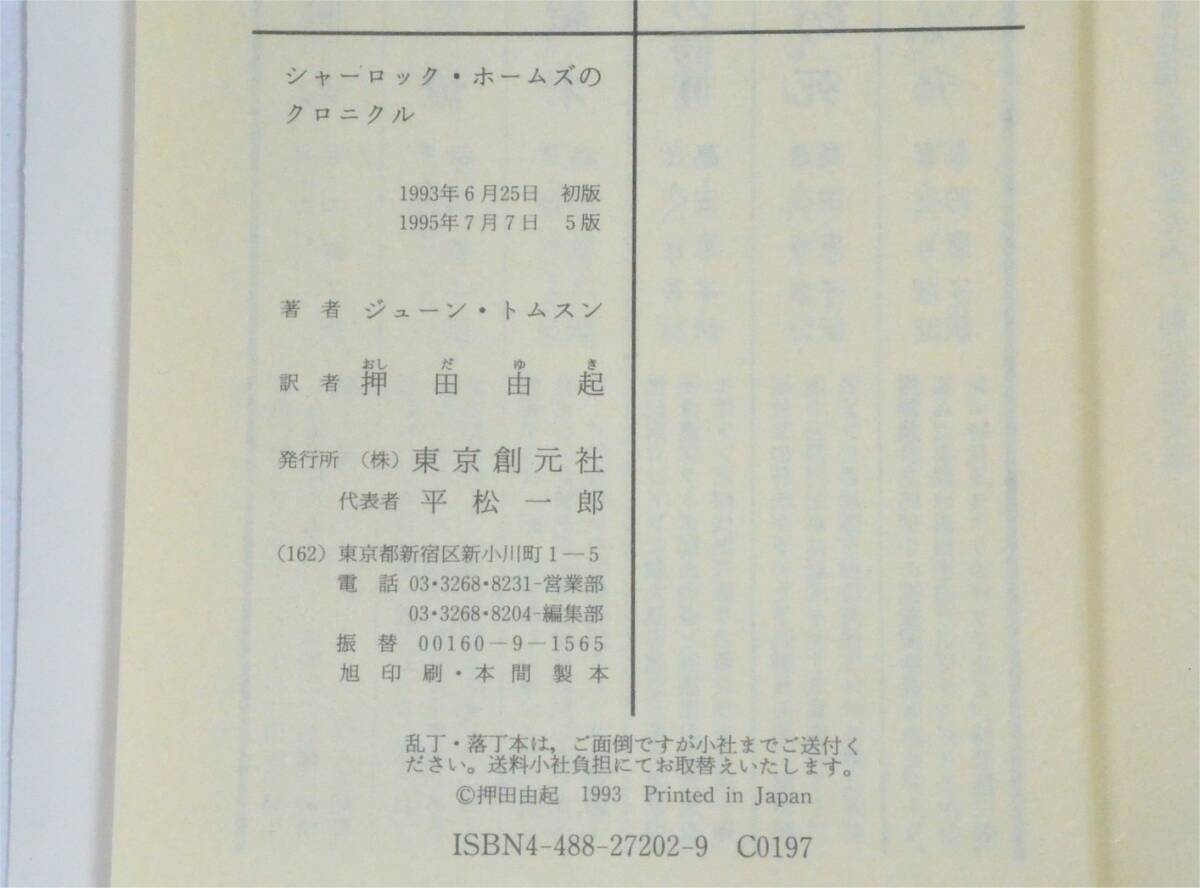 シャーロック・ホームズの
クロニクル
1993年6月25日 初版
1995年7月7日 5版
著者 ジューン・トムスン
おし だ ゆ き
訳者 押田由起
発行所 (株) 東京創元社
代表者 平松一郎
(162) 東京都新宿区新小川町1―5
電話 03・3268・8231-営業部
03・3268・8204-編集部
振替 00160―9―1565
旭印刷・本間製本
乱丁・落丁本は，ご面倒ですが小社までご送付く
ださい。送料小社負担にてお取替えいたします。
©押田由起 1993 Printed in Japan
ISBN4-488-27202-9 C0197